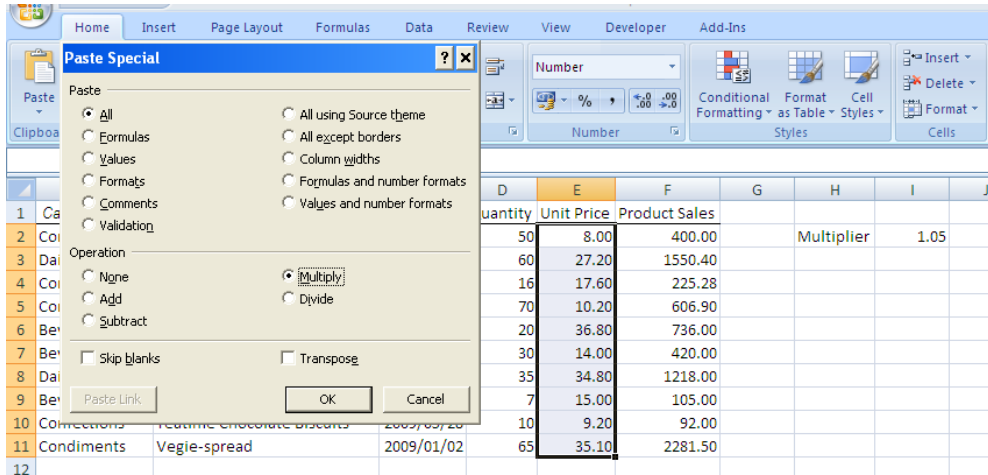 Home Insert Page Layout Formulas Data Review View Developer Add-Ins
Paste Special
Paste
All
All using Source theme
Formulas
All except borders
Values
Column widths
Formats
Formulas and number formats
Comments
Values and number formats
Validation
Operation
None
Multiply
Add
Divide
Subtract
Skip blanks
Transpose
Paste Link OK Cancel
Paste
Number
% , .00
Number
Conditional Formatting
Format as Table
Cell Styles
Styles
Insert
Delete
Format
Cells
D E F G H I
1 Unit Price Product Sales
2 50 8.00 400.00 Multiplier 1.05
3 60 27.20 1550.40
4 16 17.60 225.28
5 70 10.20 606.90
6 20 36.80 736.00
7 30 14.00 420.00
8 35 34.80 1218.00
9 7 15.00 105.00
10 10 9.20 92.00
11 Condiments Vegie-spread 2009/01/02 65 35.10 2281.50
12